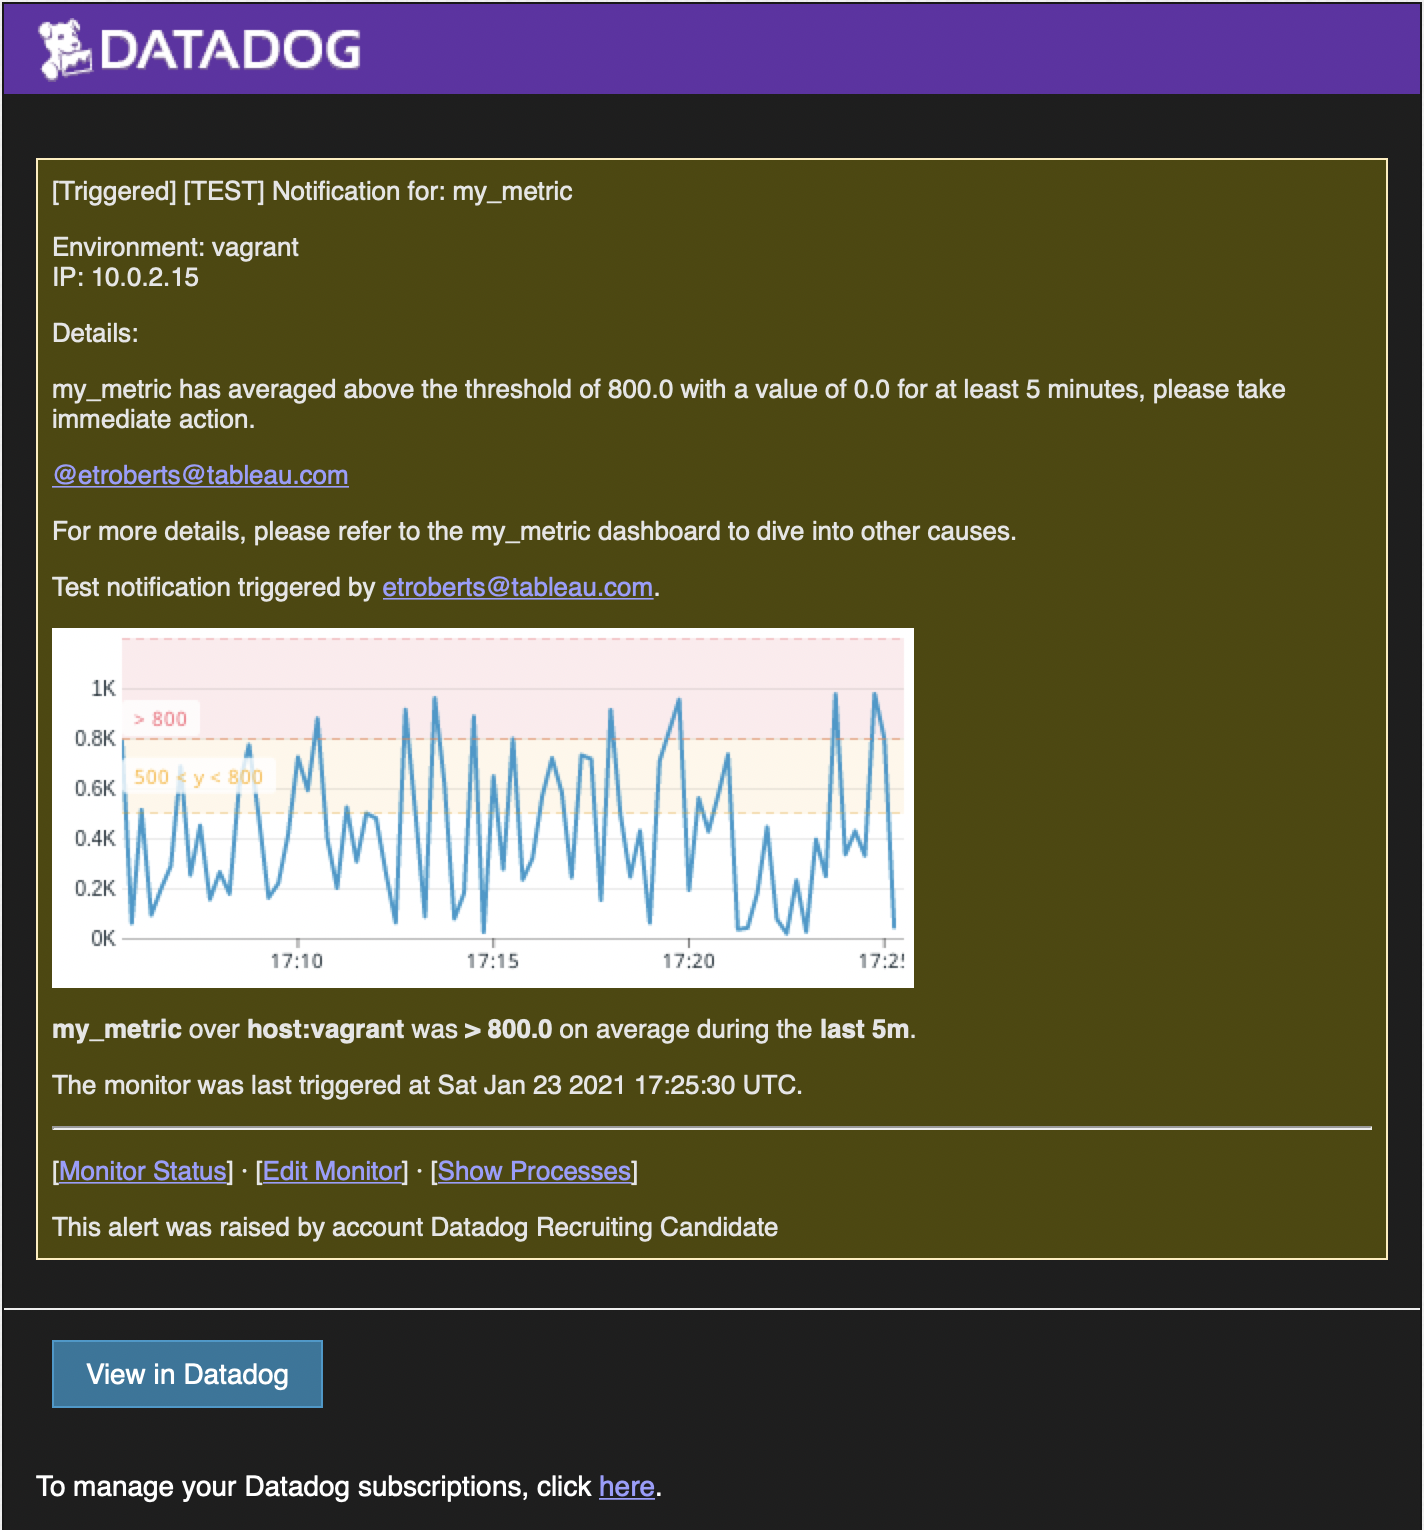 DATADOG
[Triggered] [TEST] Notification for: my_metric
Environment: vagrant
IP: 10.0.2.15
Details:
my_metric has averaged above the threshold of 800.0 with a value of 0.0 for at least 5 minutes, please take
immediate action.
@etroberts@tableau.com
For more details, please refer to the my_metric dashboard to dive into other causes.
Test notification triggered by etroberts@tableau.com.
1K
> 800
0.8K
500 < y < 800
0.6K
0.4K
0.2K
0K
17:10 17:15 17:20 17:25
my_metric over host:vagrant was > 800.0 on average during the last 5m.
The monitor was last triggered at Sat Jan 23 2021 17:25:30 UTC.
[Monitor Status] · [Edit Monitor] · [Show Processes]
This alert was raised by account Datadog Recruiting Candidate
View in Datadog
To manage your Datadog subscriptions, click here.